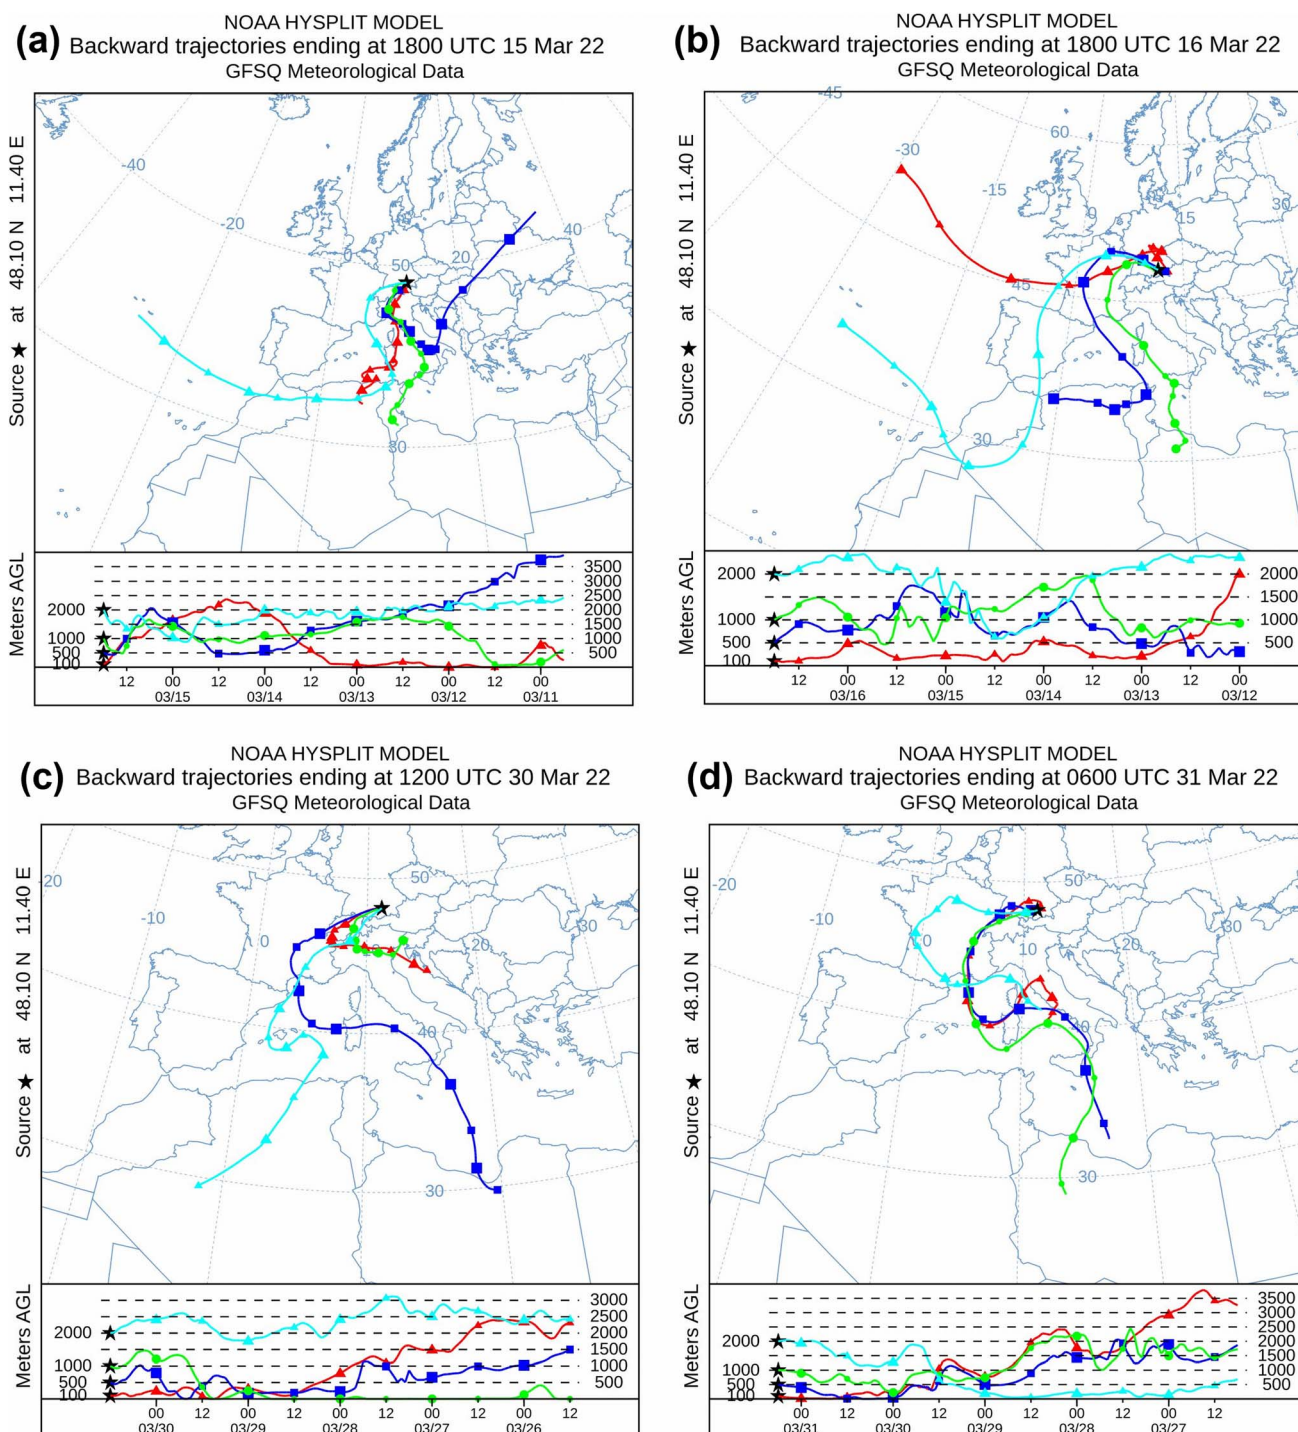 (a)
NOAA HYSPLIT MODEL
Backward trajectories ending at 1800 UTC 15 Mar 22
GFSQ Meteorological Data
Source ★ at 48.10 N 11.40 E
-40
-20
0
50
20
40
30
Meters AGL
2000
1000
500
100
3500
3000
2500
2000
1500
1000
500
12 00 12 00 12 00 12 00 12 00
03/15 03/14 03/13 03/12 03/11
(b)
NOAA HYSPLIT MODEL
Backward trajectories ending at 1800 UTC 16 Mar 22
GFSQ Meteorological Data
Source ★ at 48.10 N 11.40 E
-45
-30
-15
0
60
15
30
45
30
Meters AGL
2000
1000
500
100
2000
1500
1000
500
12 00 12 00 12 00 12 00 12 00
03/16 03/15 03/14 03/13 03/12
(c)
NOAA HYSPLIT MODEL
Backward trajectories ending at 1200 UTC 30 Mar 22
GFSQ Meteorological Data
Source ★ at 48.10 N 11.40 E
-20
-10
0
50
20
30
40
30
Meters AGL
2000
1000
500
100
3000
2500
2000
1500
1000
500
00 12 00 12 00 12 00 12 00 12
03/30 03/29 03/28 03/27 03/26
(d)
NOAA HYSPLIT MODEL
Backward trajectories ending at 0600 UTC 31 Mar 22
GFSQ Meteorological Data
Source ★ at 48.10 N 11.40 E
-20
-10
0
50
10
20
30
30
Meters AGL
2000
1000
500
100
3500
3000
2500
2000
1500
1000
500
00 12 00 12 00 12 00 12 00 12
03/31 03/30 03/29 03/28 03/27